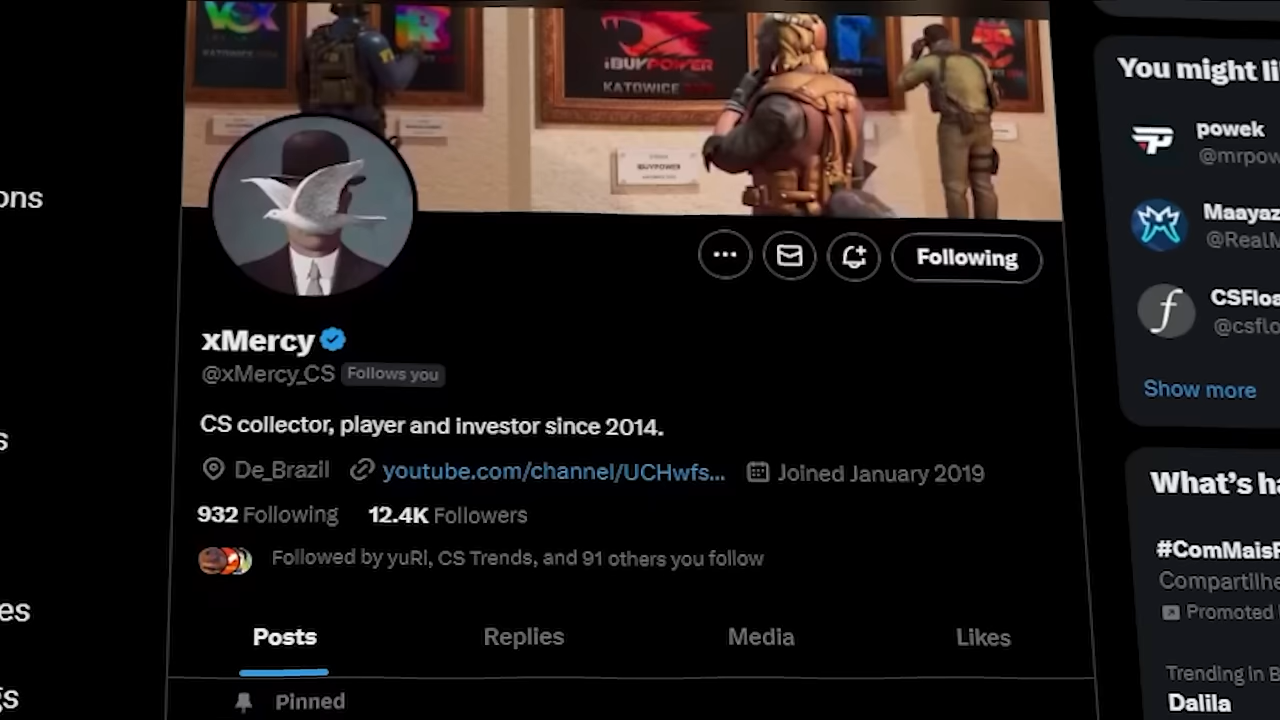 KATOWICE
iBUYPOWER
KATOWICE
iBUYPOWER
ons
You might li
powek
@mrpow
Maayaz
@RealM
CSFloa
@csflo
Show more
Following
xMercy
@xMercy_CS Follows you
CS collector, player and investor since 2014.
De_Brazil youtube.com/channel/UCHwfs... Joined January 2019
932 Following 12.4K Followers
Followed by yuRI, CS Trends, and 91 others you follow
s
es
gs
Posts Replies Media Likes
Pinned
What's ha
#ComMaisF
Compartilhe
Promoted
Trending in B
Dalila